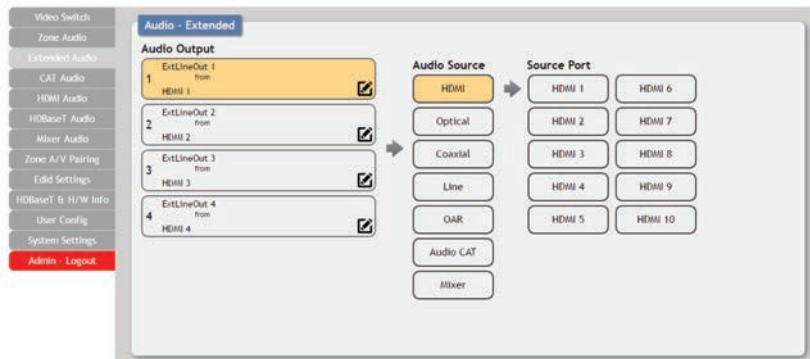 Video Switch
Zone Audio
Extended Audio
CAT Audio
HDMI Audio
HDBaseT Audio
Mixer Audio
Zone A/V Pairing
Edid Settings
HDBaseT & H/W Info
User Config
System Settings
Admin - Logout
Audio - Extended
Audio Output
1
ExtLineOut 1
from
HDMI 1
2
ExtLineOut 2
from
HDMI 2
3
ExtLineOut 3
from
HDMI 3
4
ExtLineOut 4
from
HDMI 4
Audio Source
HDMI
Optical
Coaxial
Line
OAR
Audio CAT
Mixer
Source Port
HDMI 1
HDMI 6
HDMI 2
HDMI 7
HDMI 3
HDMI 8
HDMI 4
HDMI 9
HDMI 5
HDMI 10